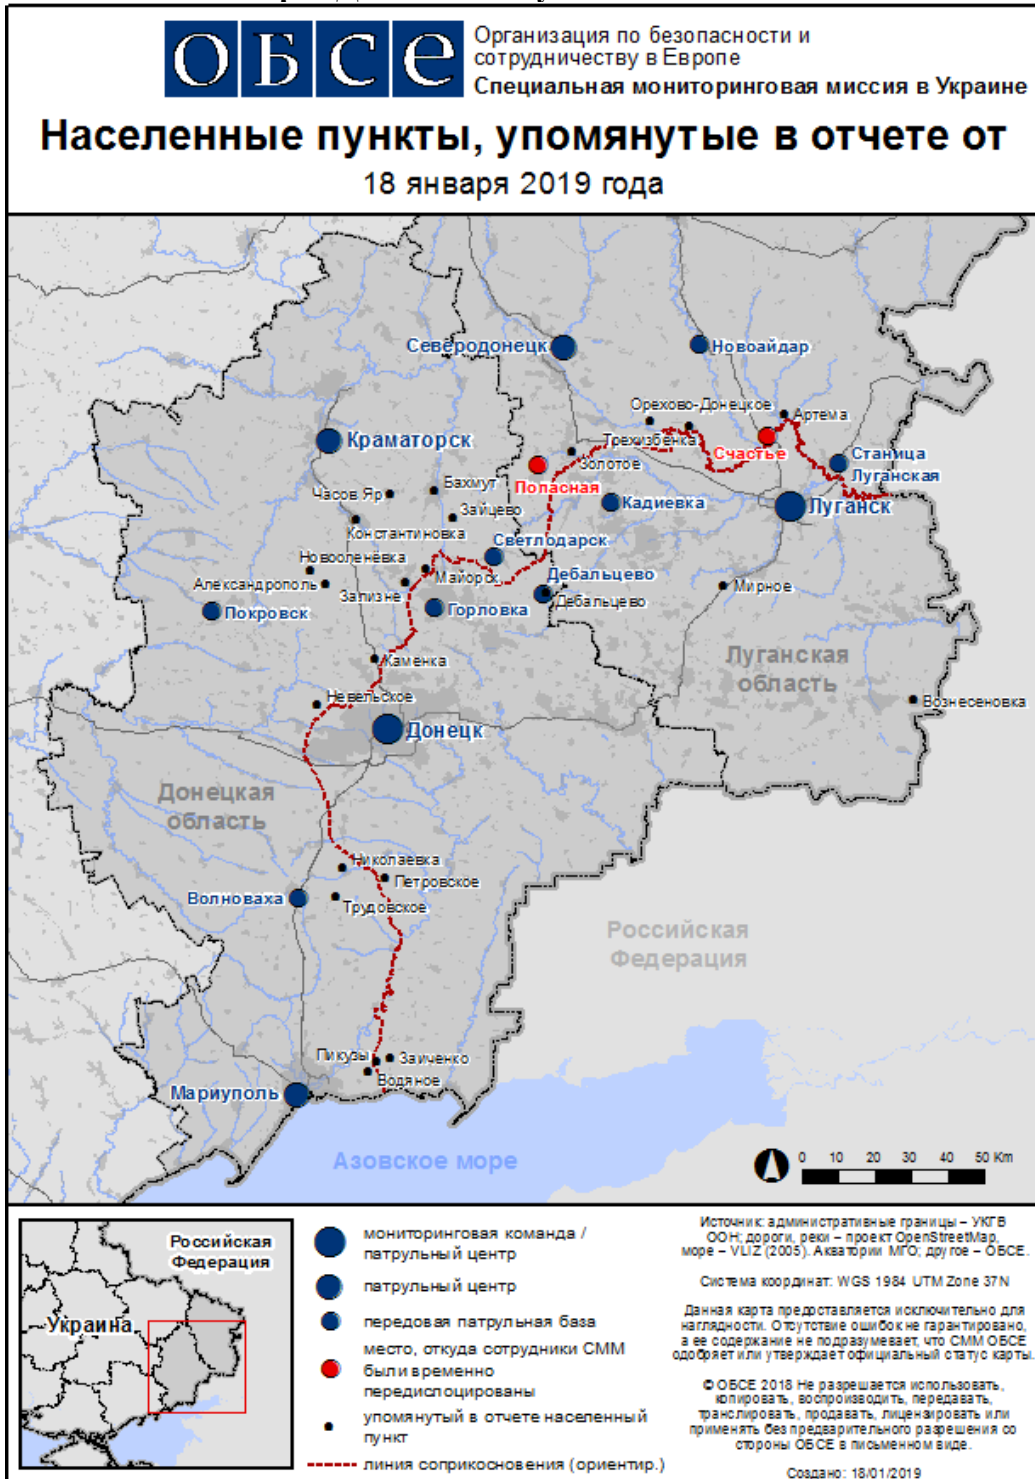 ОБСЕ
Организация по безопасности и
сотрудничеству в Европе
Специальная мониторинговая миссия в Украине
Населенные пункты, упомянутые в отчете от
18 января 2019 года
Северодонецк
Новоайдар
Орехово-Донецкое
Артема
Трехизбенка
Счастье
Станица
Луганская
Краматорск
Золотое
Попасная
Бахмут
Часов Яр
Кадиевка
Луганск
Зайцево
Константиновка
Светлодарск
Новооленевка
Майорск
Дебальцево
Александрополь
Зализне
Дебальцево
Мирное
Покровск
Горловка
Каменка
Луганская
область
Невельское
Вознесеновка
Донецк
Донецкая
область
Николаевка
Петровское
Волноваха
Трудовское
Российская
Федерация
Пикузы
Заиченко
Водяное
Мариуполь
Азовское море
0 10 20 30 40 50 Km
Российская
Федерация
Украина
мониторинговая команда /
патрульный центр
патрульный центр
передовая патрульная база
место, откуда сотрудники СММ
были временно
передислоцированы
упомянутый в отчете населенный
пункт
линия соприкосновения (ориентир.)
Источник: административные границы – УКГВ
ООН; дороги, реки – проект OpenStreetMap,
море – VLIZ (2005). Акватории МГО; другое – ОБСЕ.
Система координат: WGS 1984 UTM Zone 37N
Данная карта предоставляется исключительно для
наглядности. Отсутствие ошибок не гарантировано,
а ее содержание не подразумевает, что СММ ОБСЕ
одобряет или утверждает официальный статус карты.
© ОБСЕ 2018 Не разрешается использовать,
копировать, воспроизводить, передавать,
транслировать, продавать, лицензировать или
применять без предварительного разрешения со
стороны ОБСЕ в письменном виде.
Создано: 18/01/2019